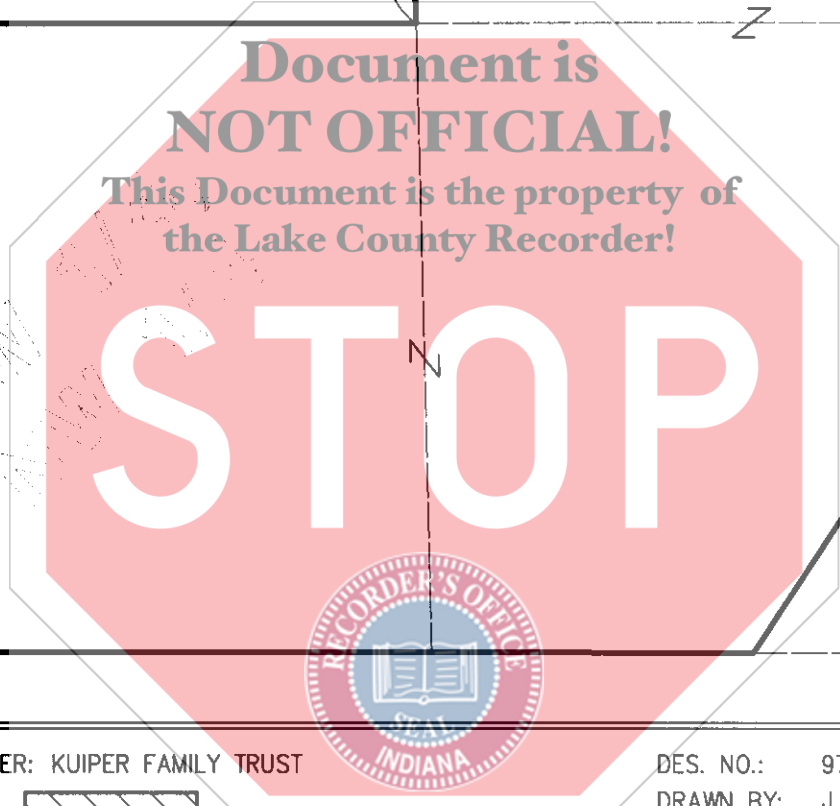 Z
Document is
NOT OFFICIAL!
This Document is the property of
the Lake County Recorder!
STOP
Z
RECORDER'S OFFICE
SEAL
INDIANA
ER: KUIPER FAMILY TRUST
DES. NO.: 97
DRAWN BY: J